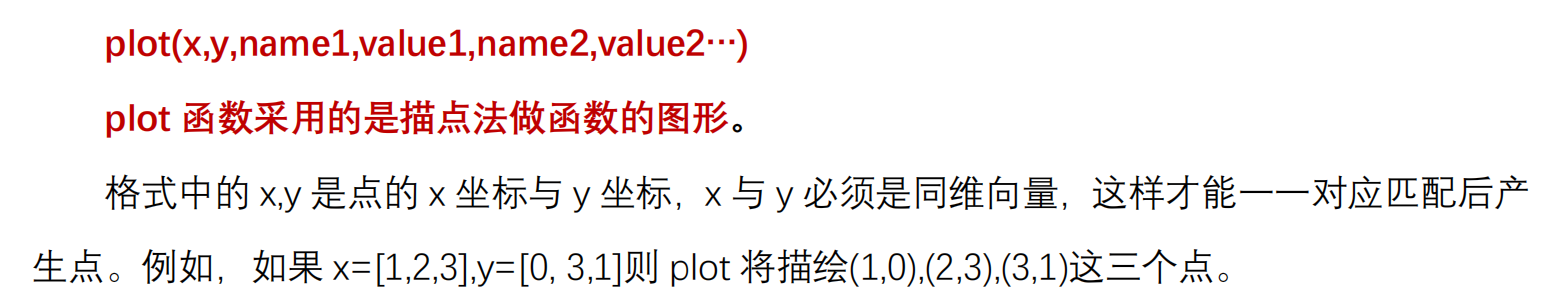 plot(x,y,name1,value1,name2,value2…)
plot 函数采用的是描点法做函数的图形。
格式中的 x,y 是点的 x 坐标与 y 坐标，x 与 y 必须是同维向量，这样才能一一对应匹配后产
生点。例如，如果 x=[1,2,3],y=[0, 3,1]则 plot 将描绘(1,0),(2,3),(3,1)这三个点。